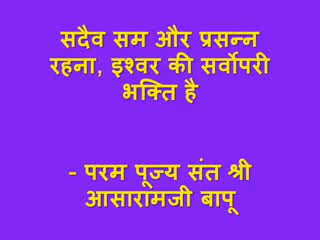 सदैव सम और प्रसन्न
रहना, इश्वर की सर्वोपरी
भक्ति है
- परम पूज्य संत श्री
आसारामजी बापू